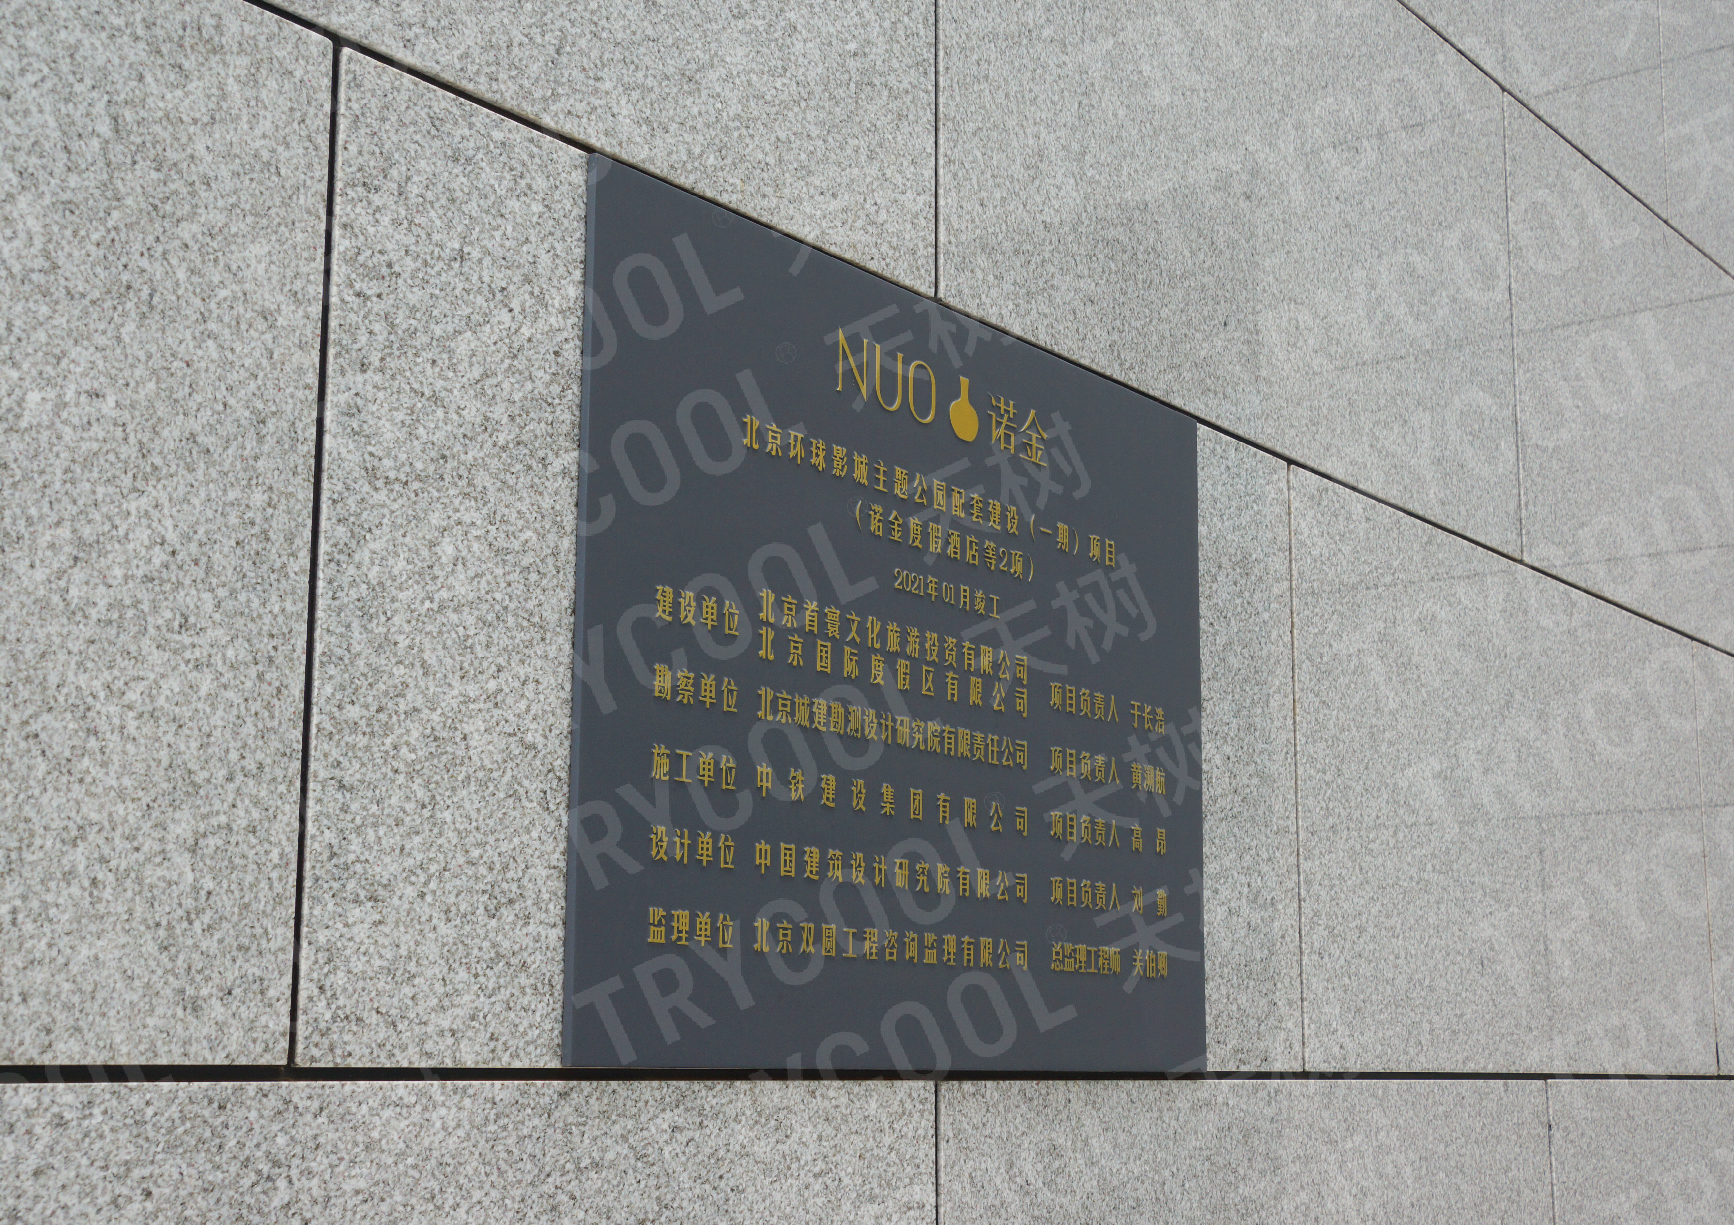 NUO 诺金
北京环球影城主题公园配套建设（一期）项目
（诺金度假酒店等2项）
2021年01月竣工
建设单位 北京首寰文化旅游投资有限公司
北京国际度假区有限公司 项目负责人 于长浩
勘察单位 北京城建勘测设计研究院有限责任公司 项目负责人 黄溯航
施工单位 中铁建设集团有限公司 项目负责人 高昂
设计单位 中国建筑设计研究院有限公司 项目负责人 刘勤
监理单位 北京双圆工程咨询监理有限公司 总监理工程师 关伯卿
TRYCOOL 天树